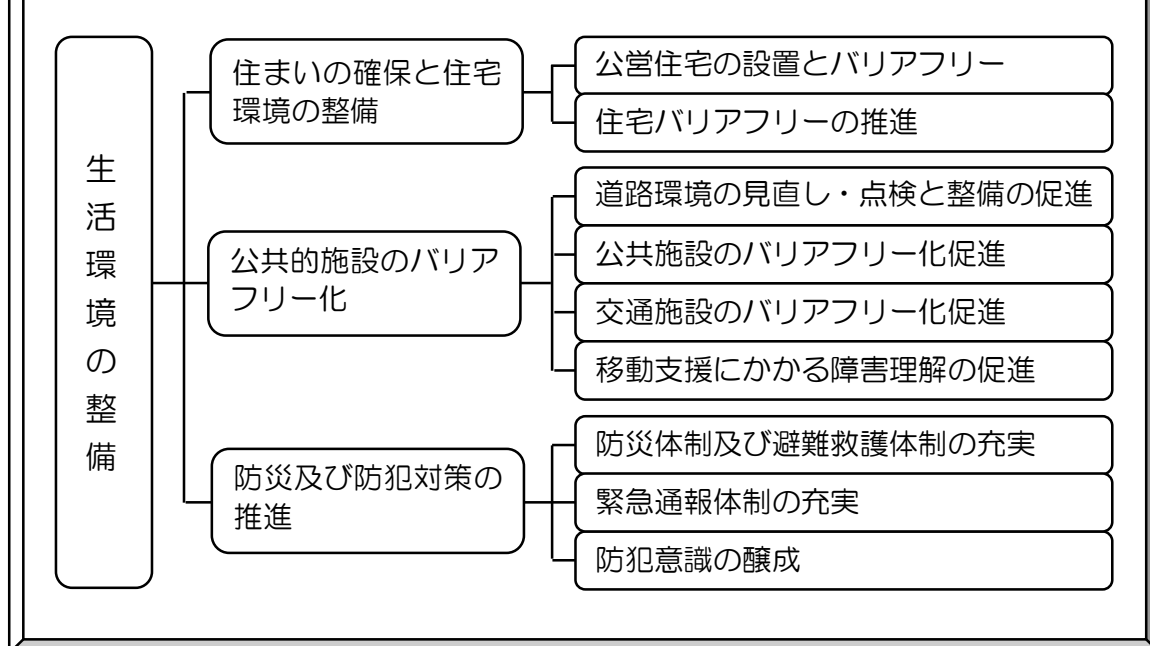 生活環境の整備
住まいの確保と住宅
環境の整備
公営住宅の設置とバリアフリー
住宅バリアフリーの推進
公共的施設のバリア
フリー化
道路環境の見直し・点検と整備の促進
公共施設のバリアフリー化促進
交通施設のバリアフリー化促進
移動支援にかかる障害理解の促進
防災及び防犯対策の
推進
防災体制及び避難救護体制の充実
緊急通報体制の充実
防犯意識の醸成